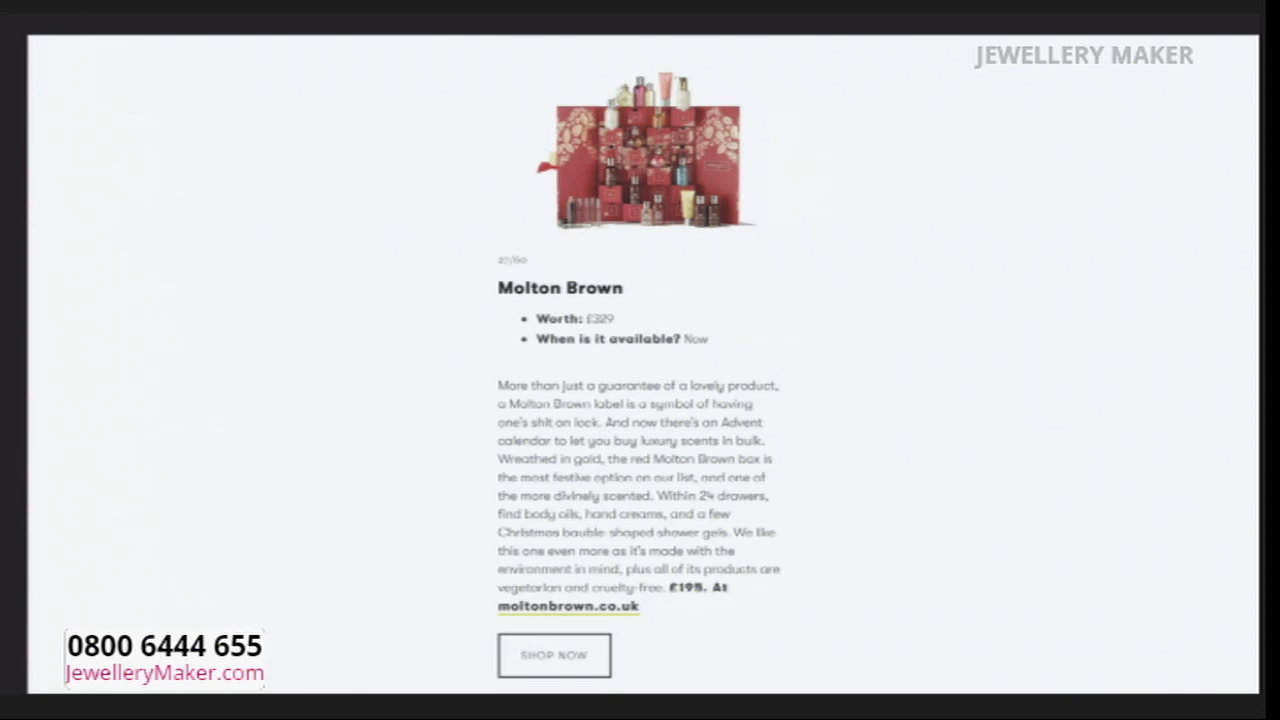 JEWELLERY MAKER
27/60
Molton Brown
• Worth: £329
• When is it available? Now
More than just a guarantee of a lovely product,
a Molton Brown label is a symbol of having
one's shit on lock. And now there's an Advent
calendar to let you buy luxury scents in bulk.
Wreathed in gold, the red Molton Brown box is
the most festive option on our list, and one of
the more divinely scented. Within 24 drawers,
find body oils, hand creams, and a few
Christmas bauble-shaped shower gels. We like
this one even more as it's made with the
environment in mind, plus all of its products are
vegetarian and cruelty-free. £195. At
moltonbrown.co.uk
SHOP NOW
0800 6444 655
JewelleryMaker.com